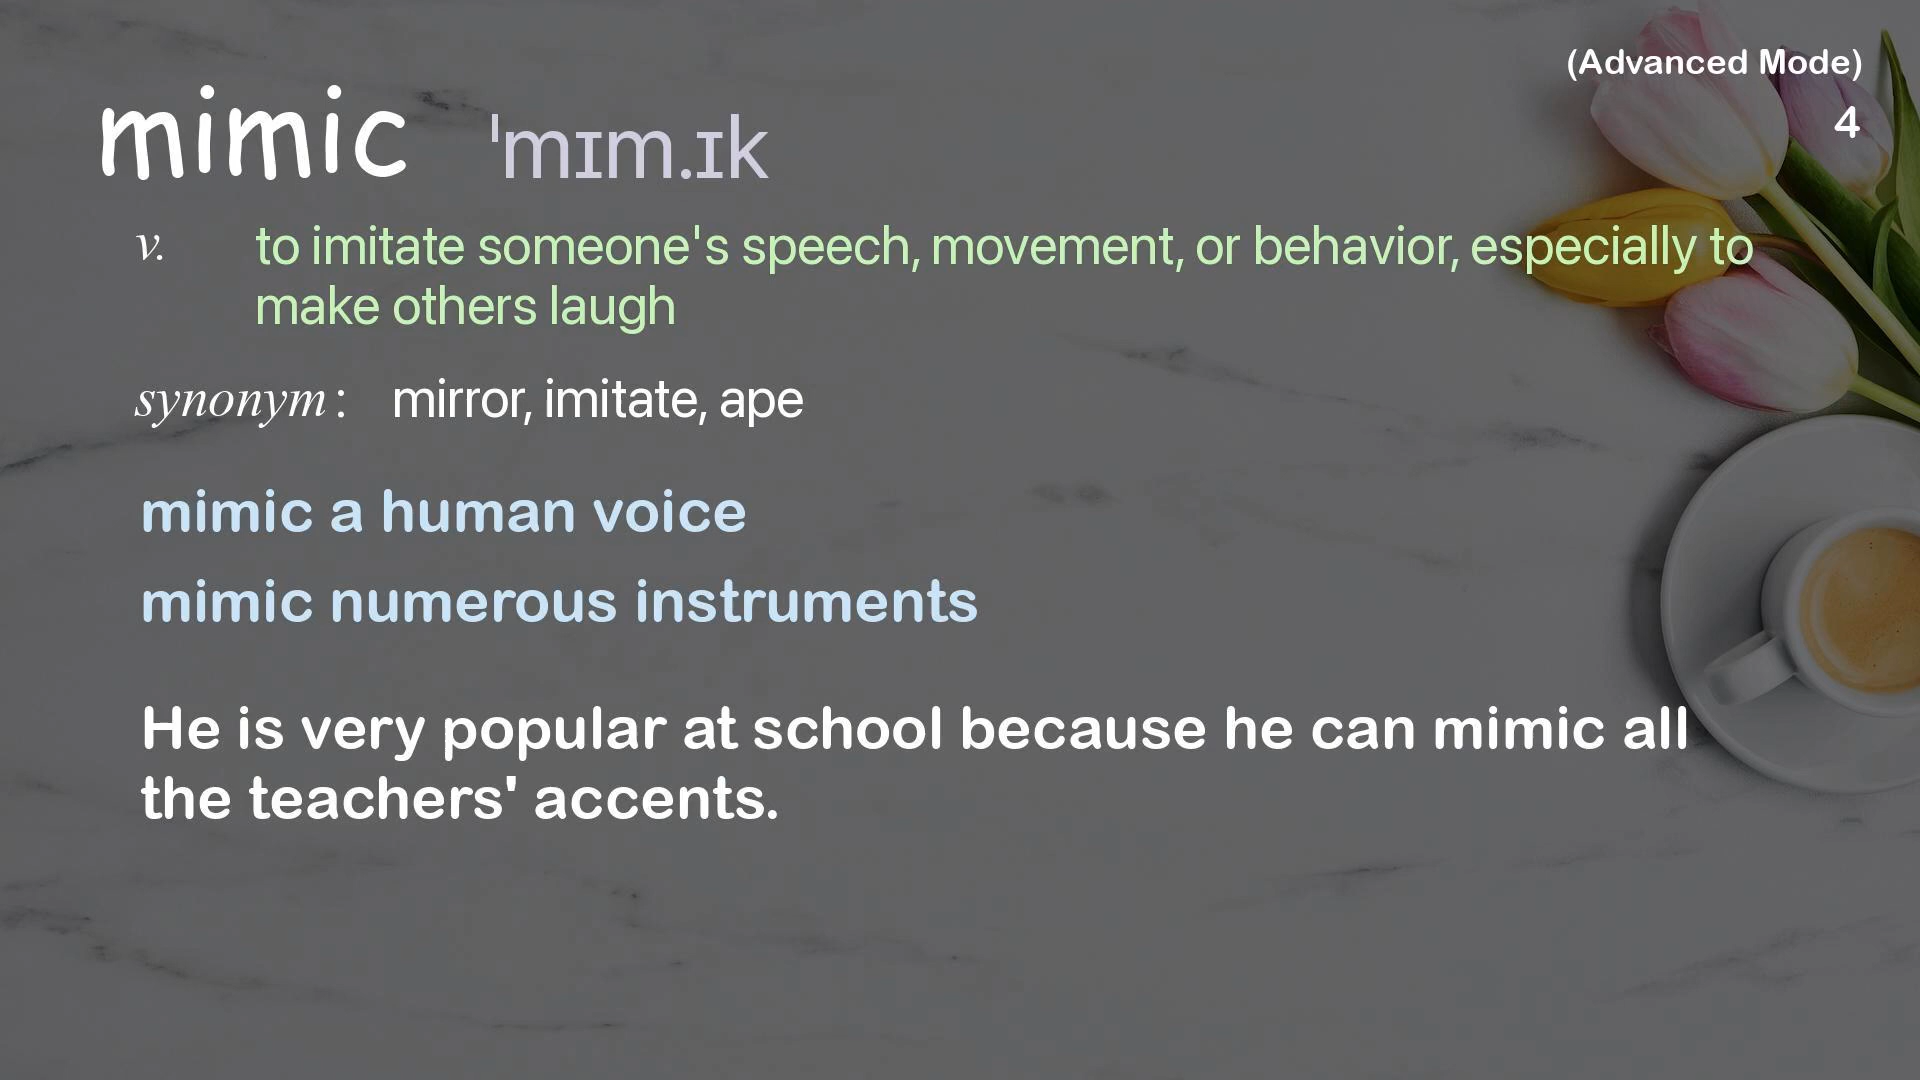 (Advanced Mode)
4
mimic ˈmɪm.ɪk
v. to imitate someone's speech, movement, or behavior, especially to
make others laugh
synonym: mirror, imitate, ape
mimic a human voice
mimic numerous instruments
He is very popular at school because he can mimic all
the teachers' accents.